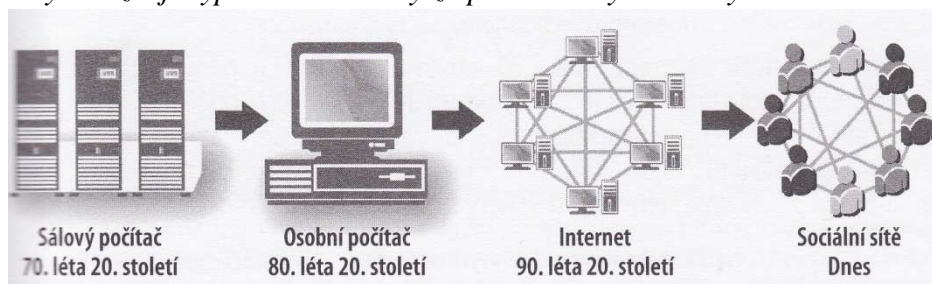 Sálový počítač
70. léta 20. století
Osobní počítač
80. léta 20. století
Internet
90. léta 20. století
Sociální sítě
Dnes